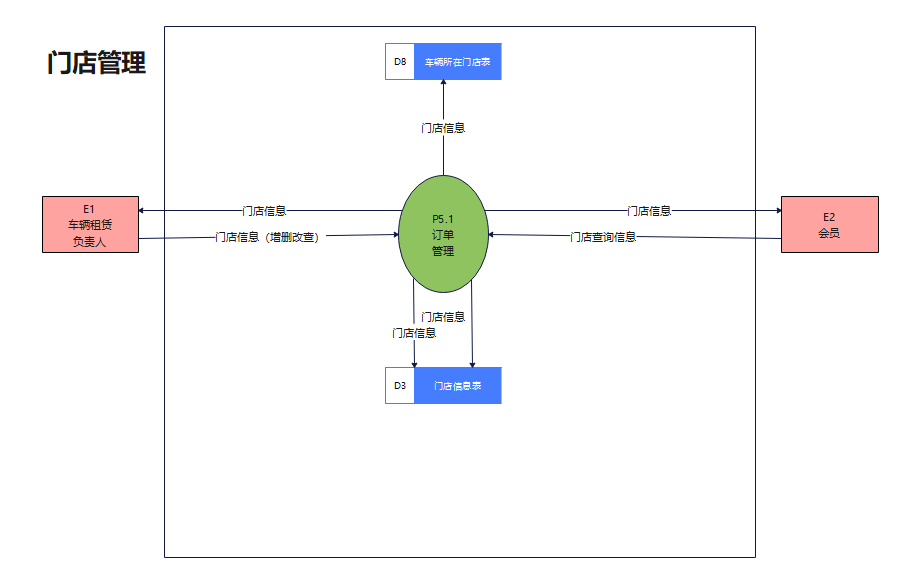 门店管理
D8 车辆所在门店表
门店信息
E1
车辆租赁
负责人
门店信息
门店信息（增删改查）
P5.1
订单
管理
门店信息
门店查询信息
E2
会员
门店信息
门店信息
D3 门店信息表